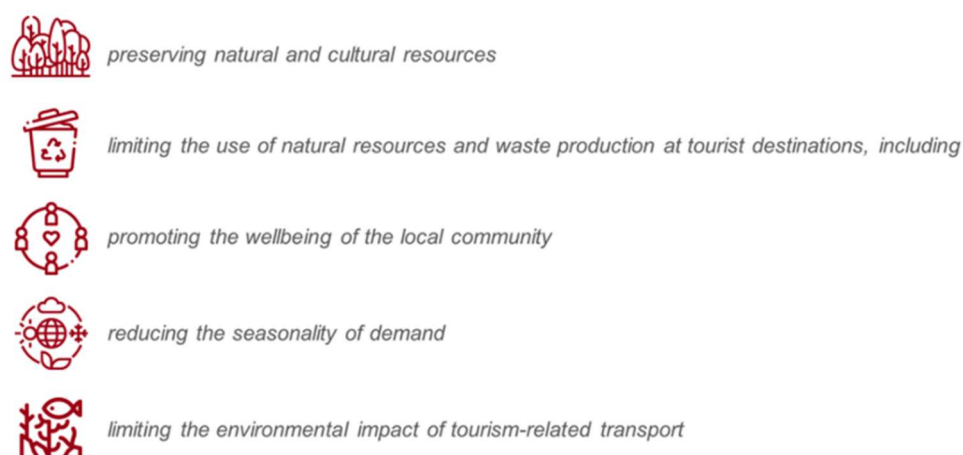 preserving natural and cultural resources
limiting the use of natural resources and waste production at tourist destinations, including
promoting the wellbeing of the local community
reducing the seasonality of demand
limiting the environmental impact of tourism-related transport